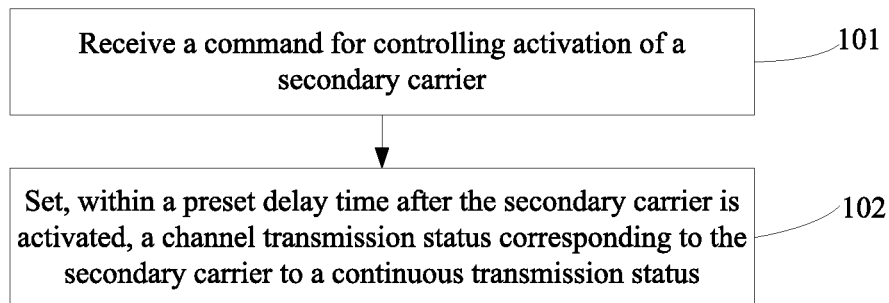 Receive a command for controlling activation of a
secondary carrier
101
Set, within a preset delay time after the secondary carrier is
activated, a channel transmission status corresponding to the
secondary carrier to a continuous transmission status
102